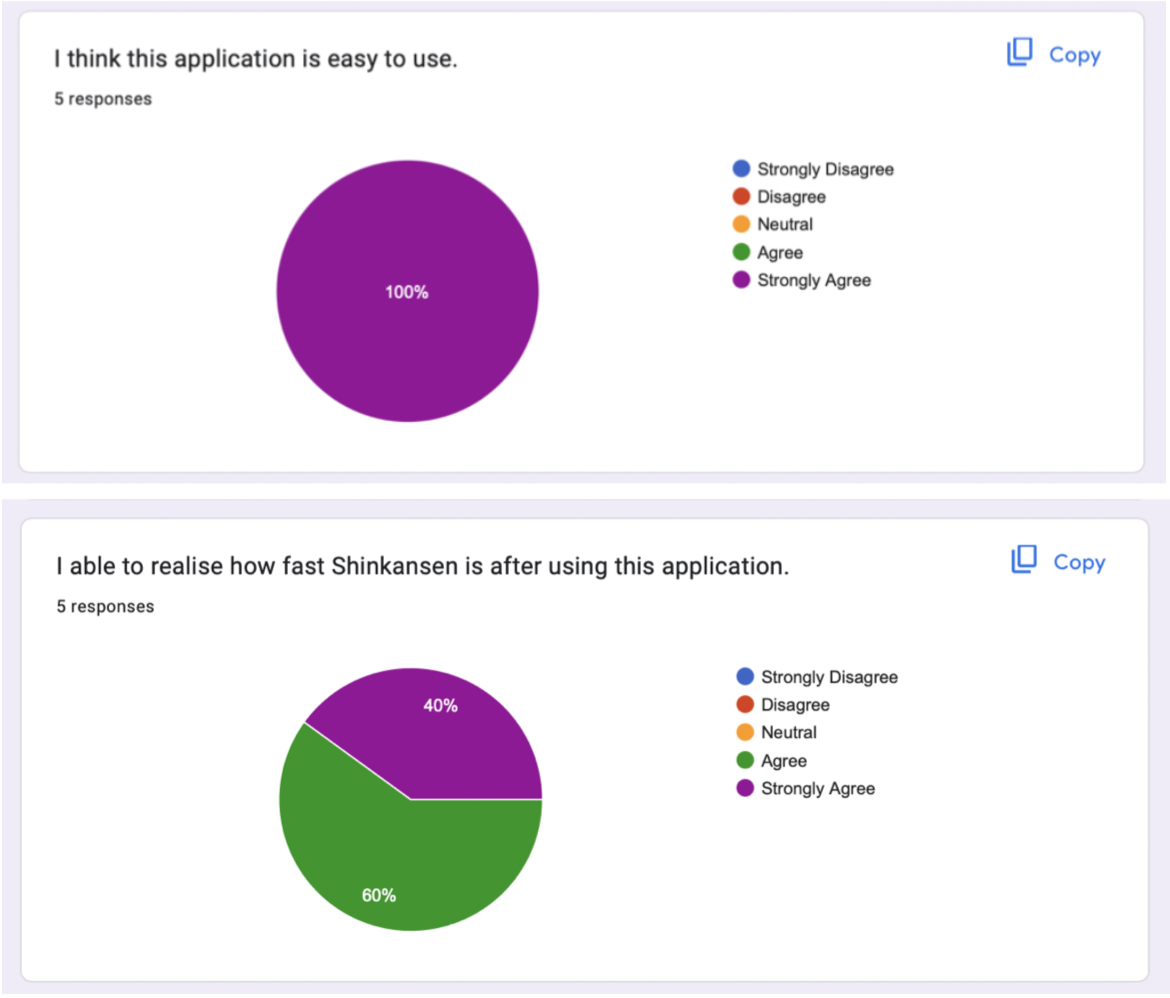 I think this application is easy to use.
Copy
5 responses
Strongly Disagree
Disagree
Neutral
Agree
Strongly Agree
100%
I able to realise how fast Shinkansen is after using this application.
Copy
5 responses
Strongly Disagree
Disagree
Neutral
Agree
Strongly Agree
40%
60%